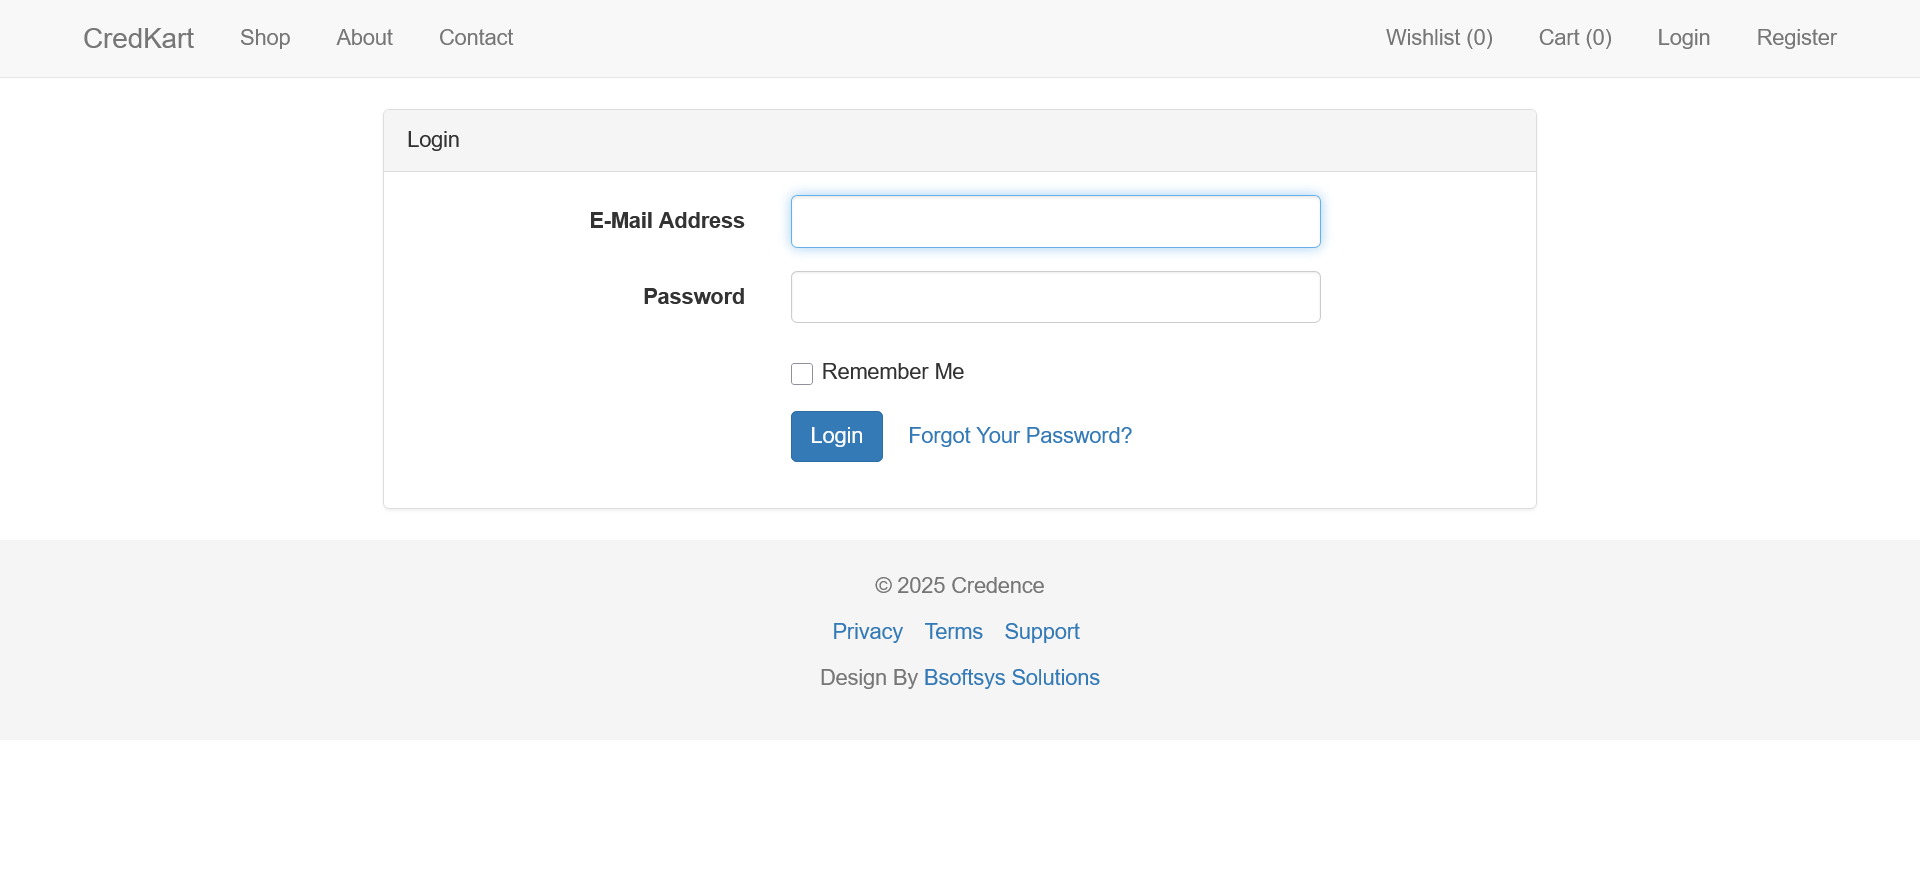 CredKart Shop About Contact Wishlist (0) Cart (0) Login Register
Login
E-Mail Address
Password
Remember Me
Login Forgot Your Password?
© 2025 Credence
Privacy Terms Support
Design By Bsoftsys Solutions